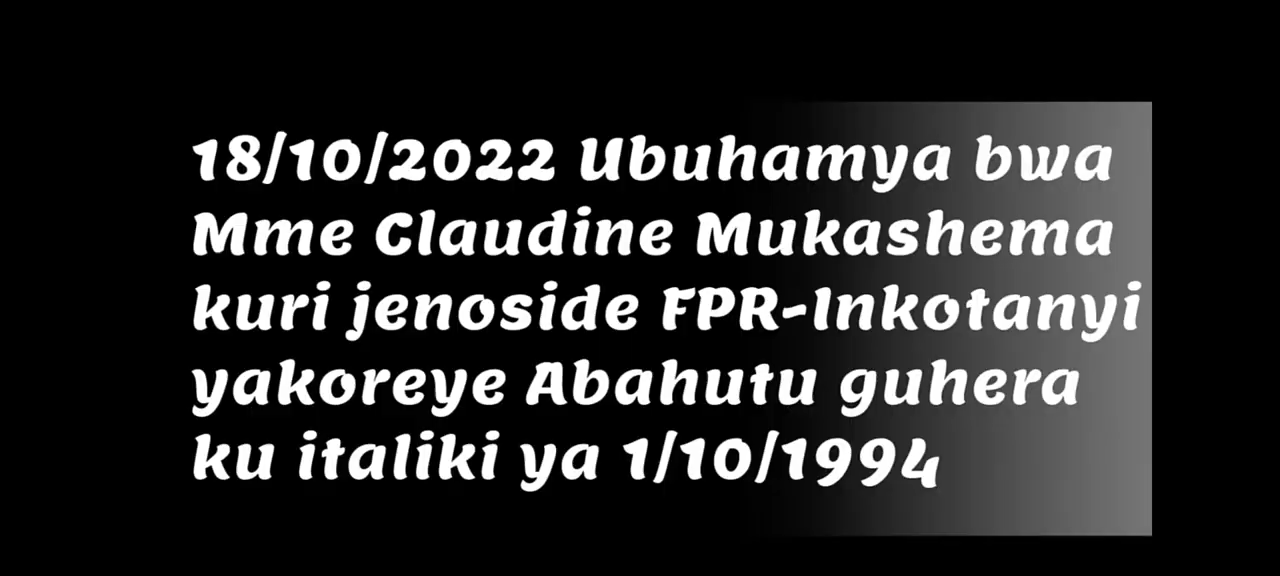 18/10/2022 Ubuhamya bwa
Mme Claudine Mukashema
kuri jenoside FPR-Inkotanyi
yakoreye Abahutu guhera
ku italiki ya 1/10/1994